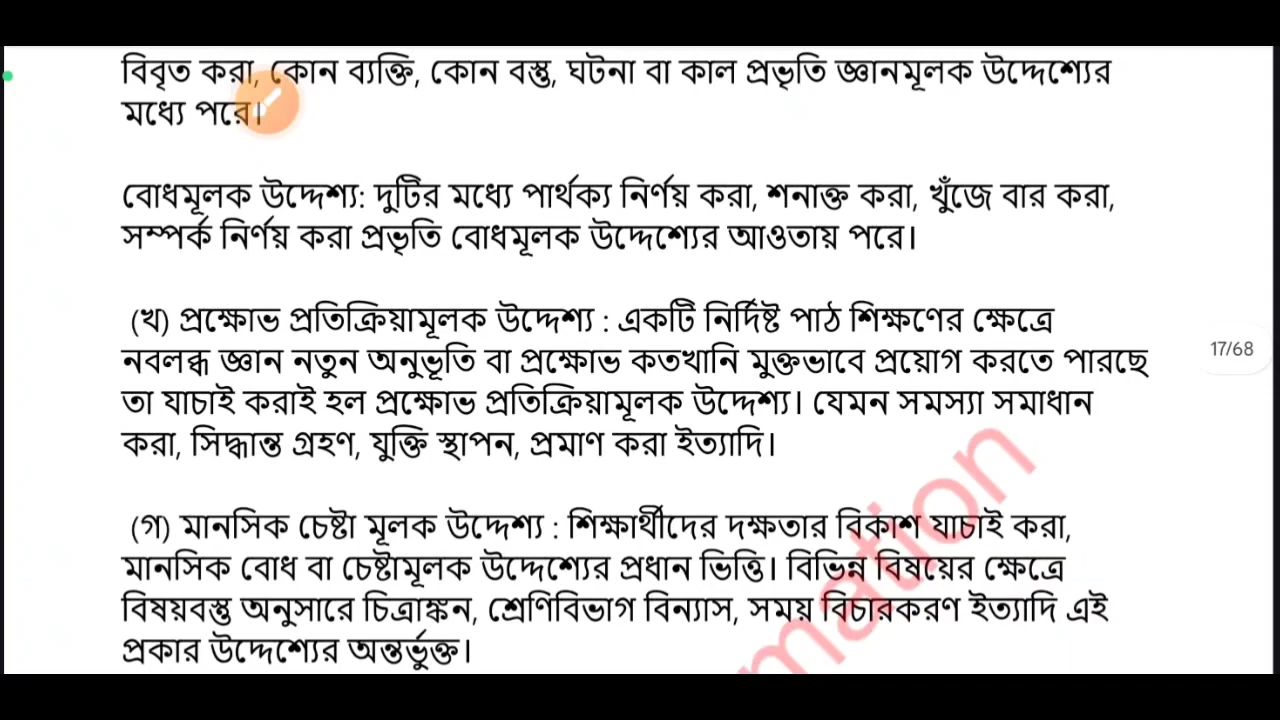 বিবৃত করা, কোন ব্যক্তি, কোন বস্তু, ঘটনা বা কাল প্রভৃতি জ্ঞানমূলক উদ্দেশ্যের
মধ্যে পরে।
বোধমূলক উদ্দেশ্য: দুটির মধ্যে পার্থক্য নির্ণয় করা, শনাক্ত করা, খুঁজে বার করা,
সম্পর্ক নির্ণয় করা প্রভৃতি বোধমূলক উদ্দেশ্যের আওতায় পরে।
(খ) প্রক্ষোভ প্রতিক্রিয়ামূলক উদ্দেশ্য : একটি নির্দিষ্ট পাঠ শিক্ষণের ক্ষেত্রে
নবলব্ধ জ্ঞান নতুন অনুভূতি বা প্রক্ষোভ কতখানি মুক্তভাবে প্রয়োগ করতে পারছে
17/68
তা যাচাই করাই হল প্রক্ষোভ প্রতিক্রিয়ামূলক উদ্দেশ্য। যেমন সমস্যা সমাধান
করা, সিদ্ধান্ত গ্রহণ, যুক্তি স্থাপন, প্রমাণ করা ইত্যাদি।
(গ) মানসিক চেষ্টা মূলক উদ্দেশ্য : শিক্ষার্থীদের দক্ষতার বিকাশ যাচাই করা,
মানসিক বোধ বা চেষ্টামূলক উদ্দেশ্যের প্রধান ভিত্তি। বিভিন্ন বিষয়ের ক্ষেত্রে
বিষয়বস্তু অনুসারে চিত্রাঙ্কন, শ্রেণিবিভাগ বিন্যাস, সময় বিচারকরণ ইত্যাদি এই
প্রকার উদ্দেশ্যের অন্তর্ভুক্ত।
mation